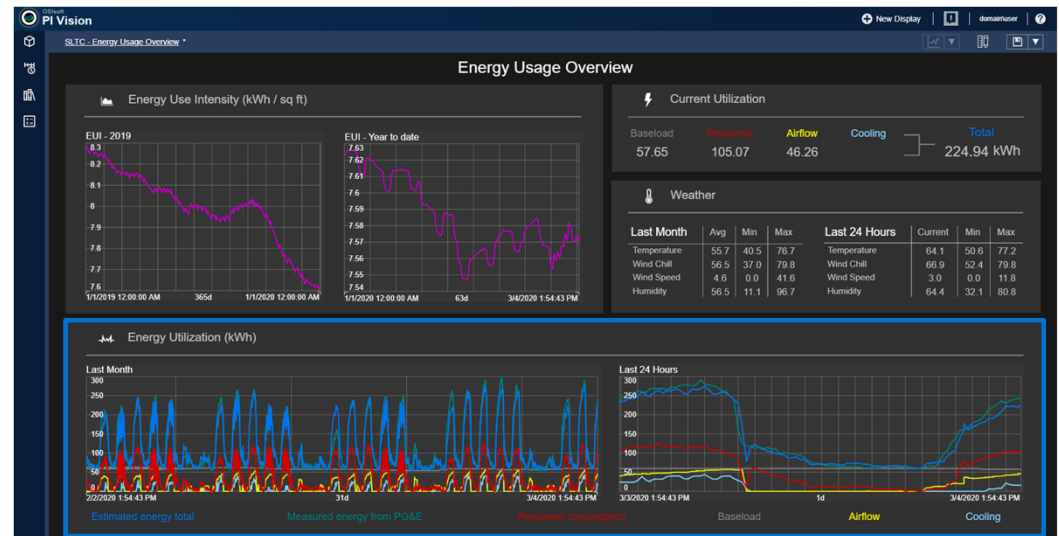 OSIsoft
PI Vision
New Display
domain\user
SLTC - Energy Usage Overview *
Energy Usage Overview
Energy Use Intensity (kWh / sq ft)
EUI - 2019
8.3
8.2
8.1
8
7.9
7.8
7.7
7.6
1/1/2019 12:00:00 AM 365d 1/1/2020 12:00:00 AM
EUI - Year to date
7.63
7.62
7.61
7.6
7.59
7.58
7.57
7.56
7.55
7.54
1/1/2020 12:00:00 AM 63d 3/4/2020 1:54:43 PM
Current Utilization
Baseload Personnel Airflow Cooling Total
57.65 105.07 46.26 224.94 kWh
Weather
Last Month Avg Min Max
Temperature 55.7 40.5 76.7
Wind Chill 56.5 37.0 79.8
Wind Speed 4.6 0.0 41.6
Humidity 56.5 11.1 96.7
Last 24 Hours Current Min Max
Temperature 64.1 50.6 77.2
Wind Chill 66.9 52.4 79.8
Wind Speed 3.0 0.0 11.8
Humidity 64.4 32.1 80.8
Energy Utilization (kWh)
Last Month
300
250
200
150
100
50
0
2/2/2020 1:54:43 PM 31d 3/4/2020 1:54:43 PM
Last 24 Hours
300
250
200
150
100
50
0
3/3/2020 1:54:43 PM 1d 3/4/2020 1:54:43 PM
Estimated energy total Measured energy from PG&E Personnel consumption Baseload Airflow Cooling